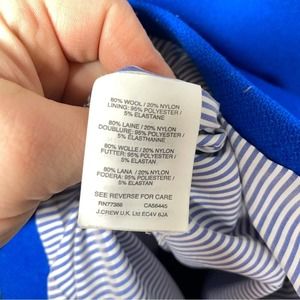 80% WOOL / 20% NYLON
LINING: 95% POLYESTER /
5% ELASTANE
80% LAINE / 20% NYLON
DOUBLURE: 95% POLYESTER /
5% ELASTHANNE
80% WOLLE / 20% NYLON
FUTTER: 95% POLYESTER /
5% ELASTAN
80% LANA / 20% NYLON
FODERA: 95% POLIESTERE /
5% ELASTAN
SEE REVERSE FOR CARE
RN77388 CA56445
J.CREW U.K. Ltd EC4V 6JA